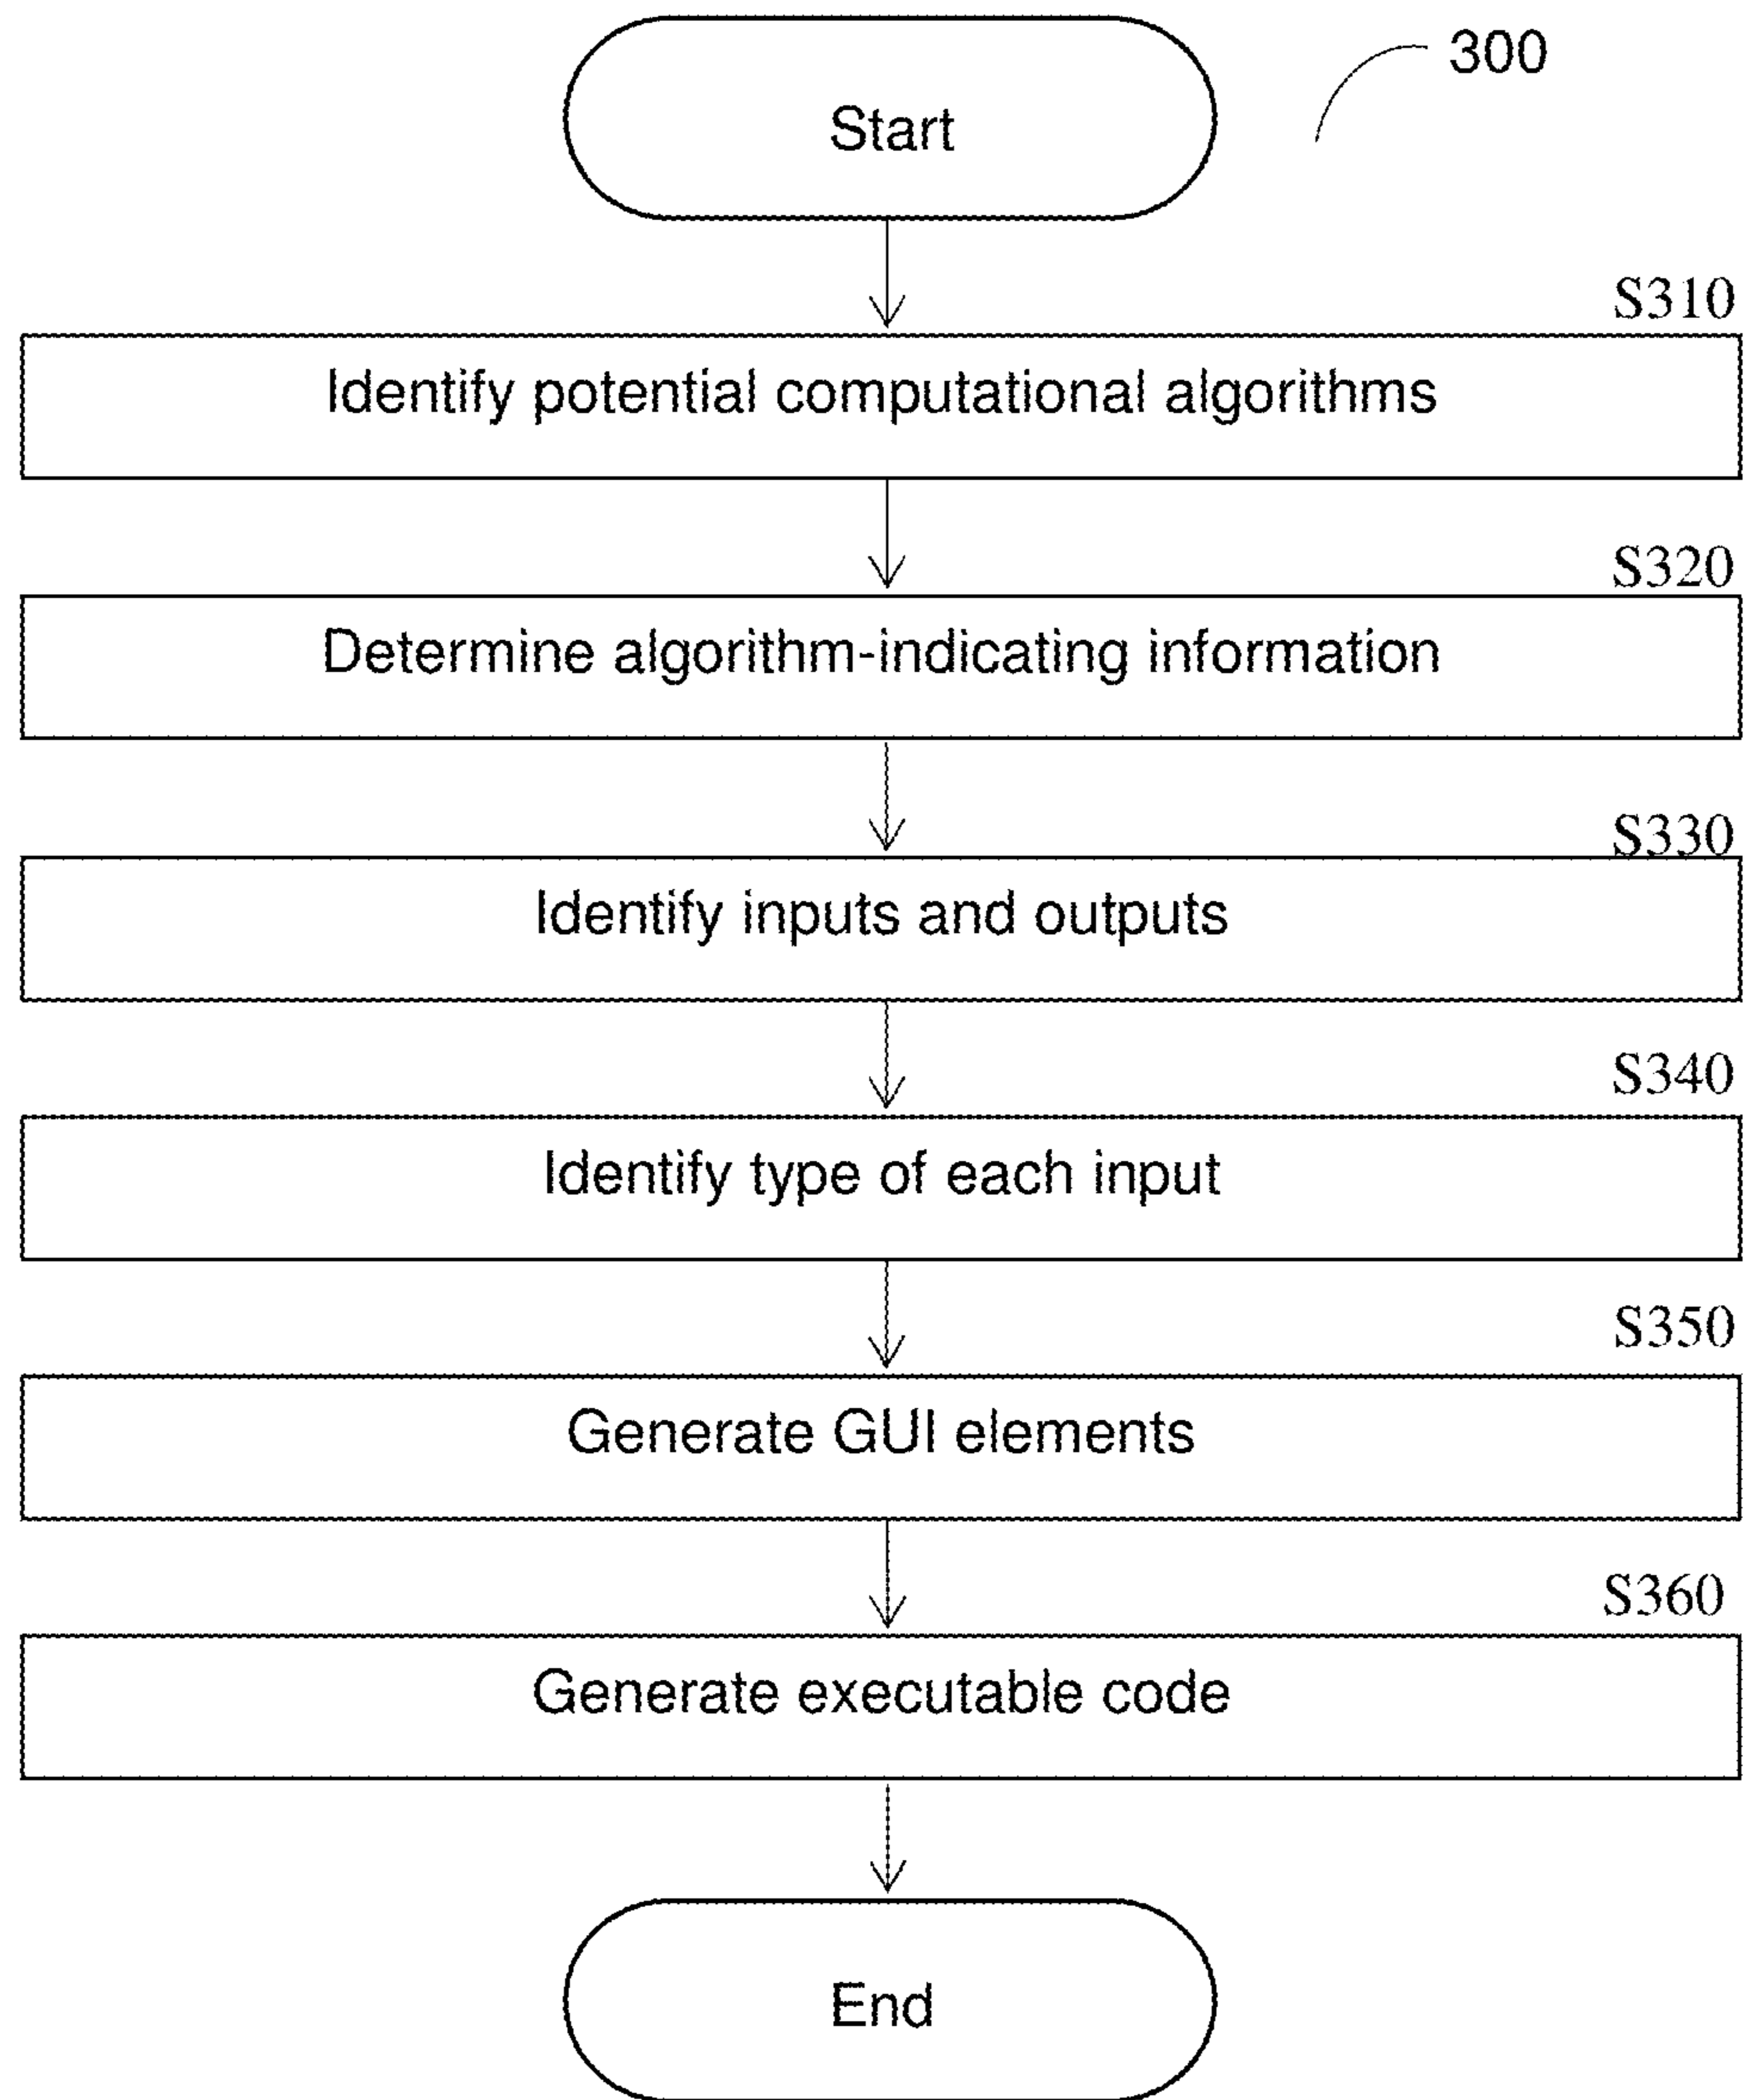 Start
300
S310
Identify potential computational algorithms
S320
Determine algorithm-indicating information
S330
Identify inputs and outputs
S340
Identify type of each input
S350
Generate GUI elements
S360
Generate executable code
End